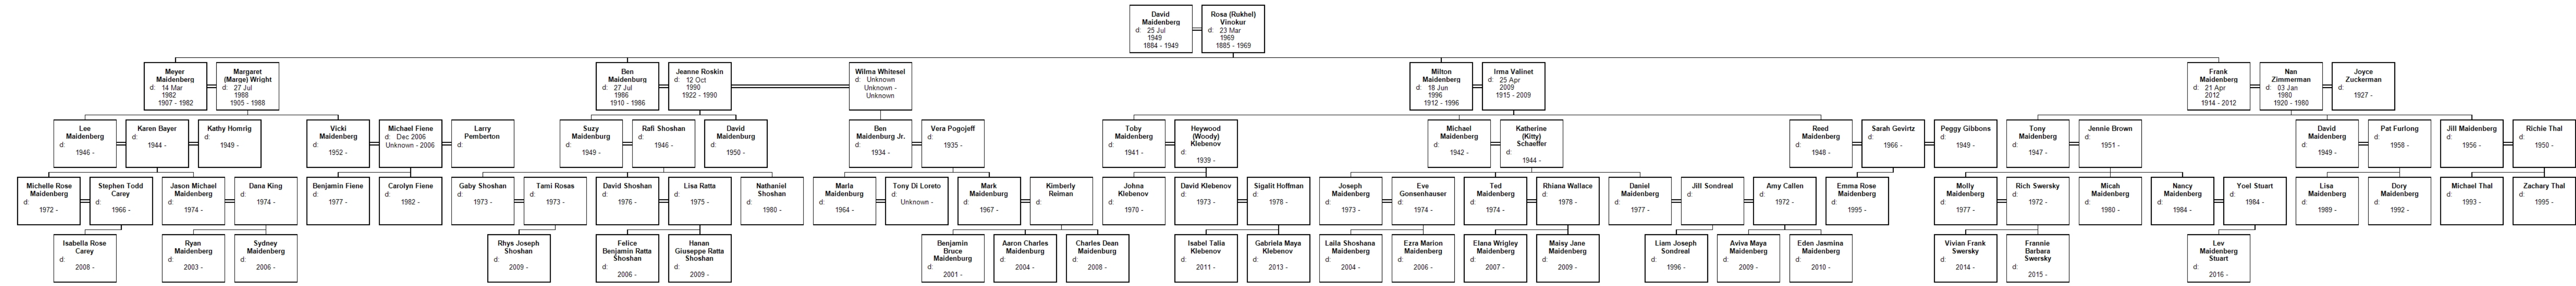 David
Maidenberg
d: 25 Jul
1949
1884 - 1949
Rosa (Rukhel)
Vinokur
d: 23 Mar
1969
1885 - 1969
Meyer
Maidenberg
d: 14 Mar
1982
1907 - 1982
Margaret
(Marge) Wright
d: 27 Jul
1988
1905 - 1988
Ben
Maidenburg
d: 27 Jul
1986
1910 - 1986
Jeanne Roskin
d: 12 Oct
1990
1922 - 1990
Wilma Whitesel
d: Unknown
Unknown -
Unknown
Milton
Maidenberg
d: 18 Jun
1996
1912 - 1996
Irma Valinet
d: 25 Apr
2009
1915 - 2009
Frank
Maidenberg
d: 21 Apr
2012
1914 - 2012
Nan
Zimmerman
d: 03 Jan
1980
1920 - 1980
Joyce
Zuckerman
d:
1927 -
Lee
Maidenberg
d:
1946 -
Karen Bayer
d:
1944 -
Kathy Homrig
d:
1949 -
Vicki
Maidenberg
d:
1952 -
Michael Fiene
d: Dec 2006
Unknown - 2006
Larry
Pemberton
d:
Suzy
Maidenburg
d:
1949 -
Rafi Shoshan
d:
1946 -
David
Maidenburg
d:
1950 -
Ben
Maidenburg Jr.
d:
1934 -
Vera Pogojeff
d:
1935 -
Toby
Maidenberg
d:
1941 -
Heywood
(Woody)
Klebenov
d:
1939 -
Michael
Maidenberg
d:
1942 -
Katherine
(Kitty)
Schaeffer
d:
1944 -
Reed
Maidenberg
d:
1948 -
Sarah Gevirtz
d:
1966 -
Peggy Gibbons
d:
1949 -
Tony
Maidenberg
d:
1947 -
Jennie Brown
d:
1951 -
David
Maidenberg
d:
1949 -
Pat Furlong
d:
1958 -
Jill Maidenberg
d:
1956 -
Richie Thal
d:
1950 -
Michelle Rose
Maidenberg
d:
1972 -
Stephen Todd
Carey
d:
1966 -
Jason Michael
Maidenberg
d:
1974 -
Dana King
d:
1974 -
Benjamin Fiene
d:
1977 -
Carolyn Fiene
d:
1982 -
Gaby Shoshan
d:
1973 -
Tami Rosas
d:
1973 -
David Shoshan
d:
1976 -
Lisa Ratta
d:
1975 -
Nathaniel
Shoshan
d:
1980 -
Marla
Maidenburg
d:
1964 -
Tony Di Loreto
d:
Unknown -
Mark
Maidenburg
d:
1967 -
Kimberly
Reiman
d:
Johna
Klebenov
d:
1970 -
David Klebenov
d:
1973 -
Sigalit Hoffman
d:
1978 -
Joseph
Maidenberg
d:
1973 -
Eve
Gonsenhauser
d:
1974 -
Ted
Maidenberg
d:
1974 -
Rhiana Wallace
d:
1978 -
Daniel
Maidenberg
d:
1977 -
Jill Sondreal
d:
Amy Callen
d:
1972 -
Emma Rose
Maidenberg
d:
1995 -
Molly
Maidenberg
d:
1977 -
Rich Swersky
d:
1972 -
Micah
Maidenberg
d:
1980 -
Nancy
Maidenberg
d:
1984 -
Yoel Stuart
d:
1984 -
Lisa
Maidenberg
d:
1989 -
Dory
Maidenberg
d:
1992 -
Michael Thal
d:
1993 -
Zachary Thal
d:
1995 -
Isabella Rose
Carey
d:
2008 -
Ryan
Maidenberg
d:
2003 -
Sydney
Maidenberg
d:
2006 -
Rhys Joseph
Shoshan
d:
2009 -
Felice
Benjamin Ratta
Shoshan
d:
2006 -
Hanan
Giuseppe Ratta
Shoshan
d:
2009 -
Benjamin
Bruce
Maidenburg
d:
2001 -
Aaron Charles
Maidenburg
d:
2004 -
Charles Dean
Maidenburg
d:
2008 -
Isabel Talia
Klebenov
d:
2011 -
Gabriela Maya
Klebenov
d:
2013 -
Laila Shoshana
Maidenberg
d:
2004 -
Ezra Marion
Maidenberg
d:
2006 -
Elana Wrigley
Maidenberg
d:
2007 -
Maisy Jane
Maidenberg
d:
2009 -
Liam Joseph
Sondreal
d:
1996 -
Aviva Maya
Maidenberg
d:
2009 -
Eden Jasmina
Maidenberg
d:
2010 -
Vivian Frank
Swersky
d:
2014 -
Frannie
Barbara
Swersky
d:
2015 -
Lev
Maidenberg
Stuart
d:
2016 -